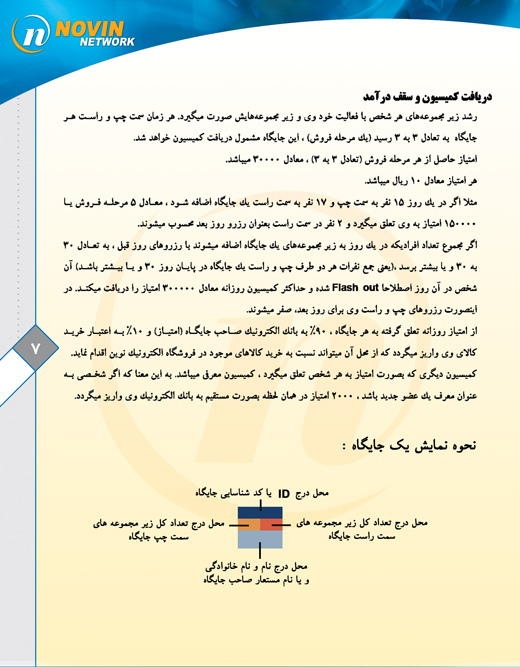 NOVIN
NETWORK
دریافت کمیسیون و سقف درآمد
رشد زیر مجموعه‌های هر شخص با فعالیت خود وی و زیر مجموعه‌هایش صورت میگیرد. هر زمان سمت چپ و راست هر
جایگاه به تعادل ۳ به ۳ رسید (یك مرحله فروش) ، این جایگاه مشمول دریافت کمیسیون خواهد شد.
امتیاز حاصل از هر مرحله فروش (تعادل ۳ به ۳) ، معادل ۳۰۰۰۰ میباشد.
هر امتیاز معادل ۱۰ ریال میباشد.
مثلا اگر در یك روز ۱۵ نفر به سمت چپ و ۱۷ نفر به سمت راست یك جایگاه اضافه شود ، معادل ۵ مرحله فروش یا
۱۵۰۰۰۰ امتیاز به وی تعلق میگیرد و ۲ نفر در سمت راست بعنوان رزرو روز بعد محسوب میشوند.
اگر مجموع تعداد افرادیکه در یك روز به زیر مجموعه‌های یك جایگاه اضافه میشوند با رزروهای روز قبل ، به تعادل ۳۰
به ۳۰ و یا بیشتر برسد ،(یعنی جمع نفرات هر دو طرف چپ و راست یك جایگاه در پایان روز ۳۰ و یا بیشتر باشد) آن
شخص در آن روز اصطلاحا Flash out شده و حداکثر کمیسیون روزانه معادل ۳۰۰۰۰۰ امتیاز را دریافت میکند. در
اینصورت رزروهای چپ و راست وی برای روز بعد، صفر میشوند.
از امتیاز روزانه تعلق گرفته به هر جایگاه ، ۹۰٪ به بانك الکترونیك صاحب جایگاه (امتیاز) و ۱۰٪ به اعتبار خرید
کالای وی واریز میگردد که از محل آن میتواند نسبت به خرید کالاهای موجود در فروشگاه الکترونیك نوین اقدام نماید.
کمیسیون دیگری که بصورت امتیاز به هر شخص تعلق میگیرد ، کمیسیون معرفی میباشد. به این معنا که اگر شخصی به
عنوان معرف یك عضو جدید باشد ، ۲۰۰۰ امتیاز در همان لحظه بصورت مستقیم به بانك الکترونیك وی واریز میگردد.
۷
نحوه نمایش یک جایگاه :
محل درج ID یا کد شناسایی جایگاه
محل درج تعداد کل زیر مجموعه های
سمت راست جایگاه
محل درج تعداد کل زیر مجموعه های
سمت چپ جایگاه
محل درج نام و نام خانوادگی
و یا نام مستعار صاحب جایگاه